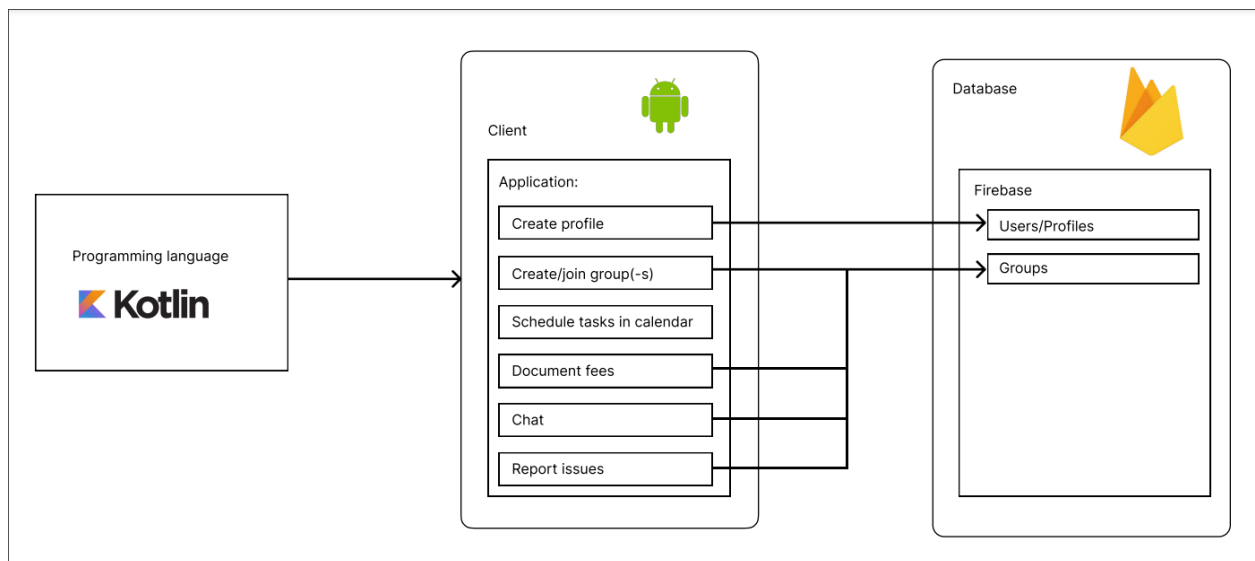 Programming language
Kotlin
Client
Application:
Create profile
Create/join group(-s)
Schedule tasks in calendar
Document fees
Chat
Report issues
Database
Firebase
Users/Profiles
Groups